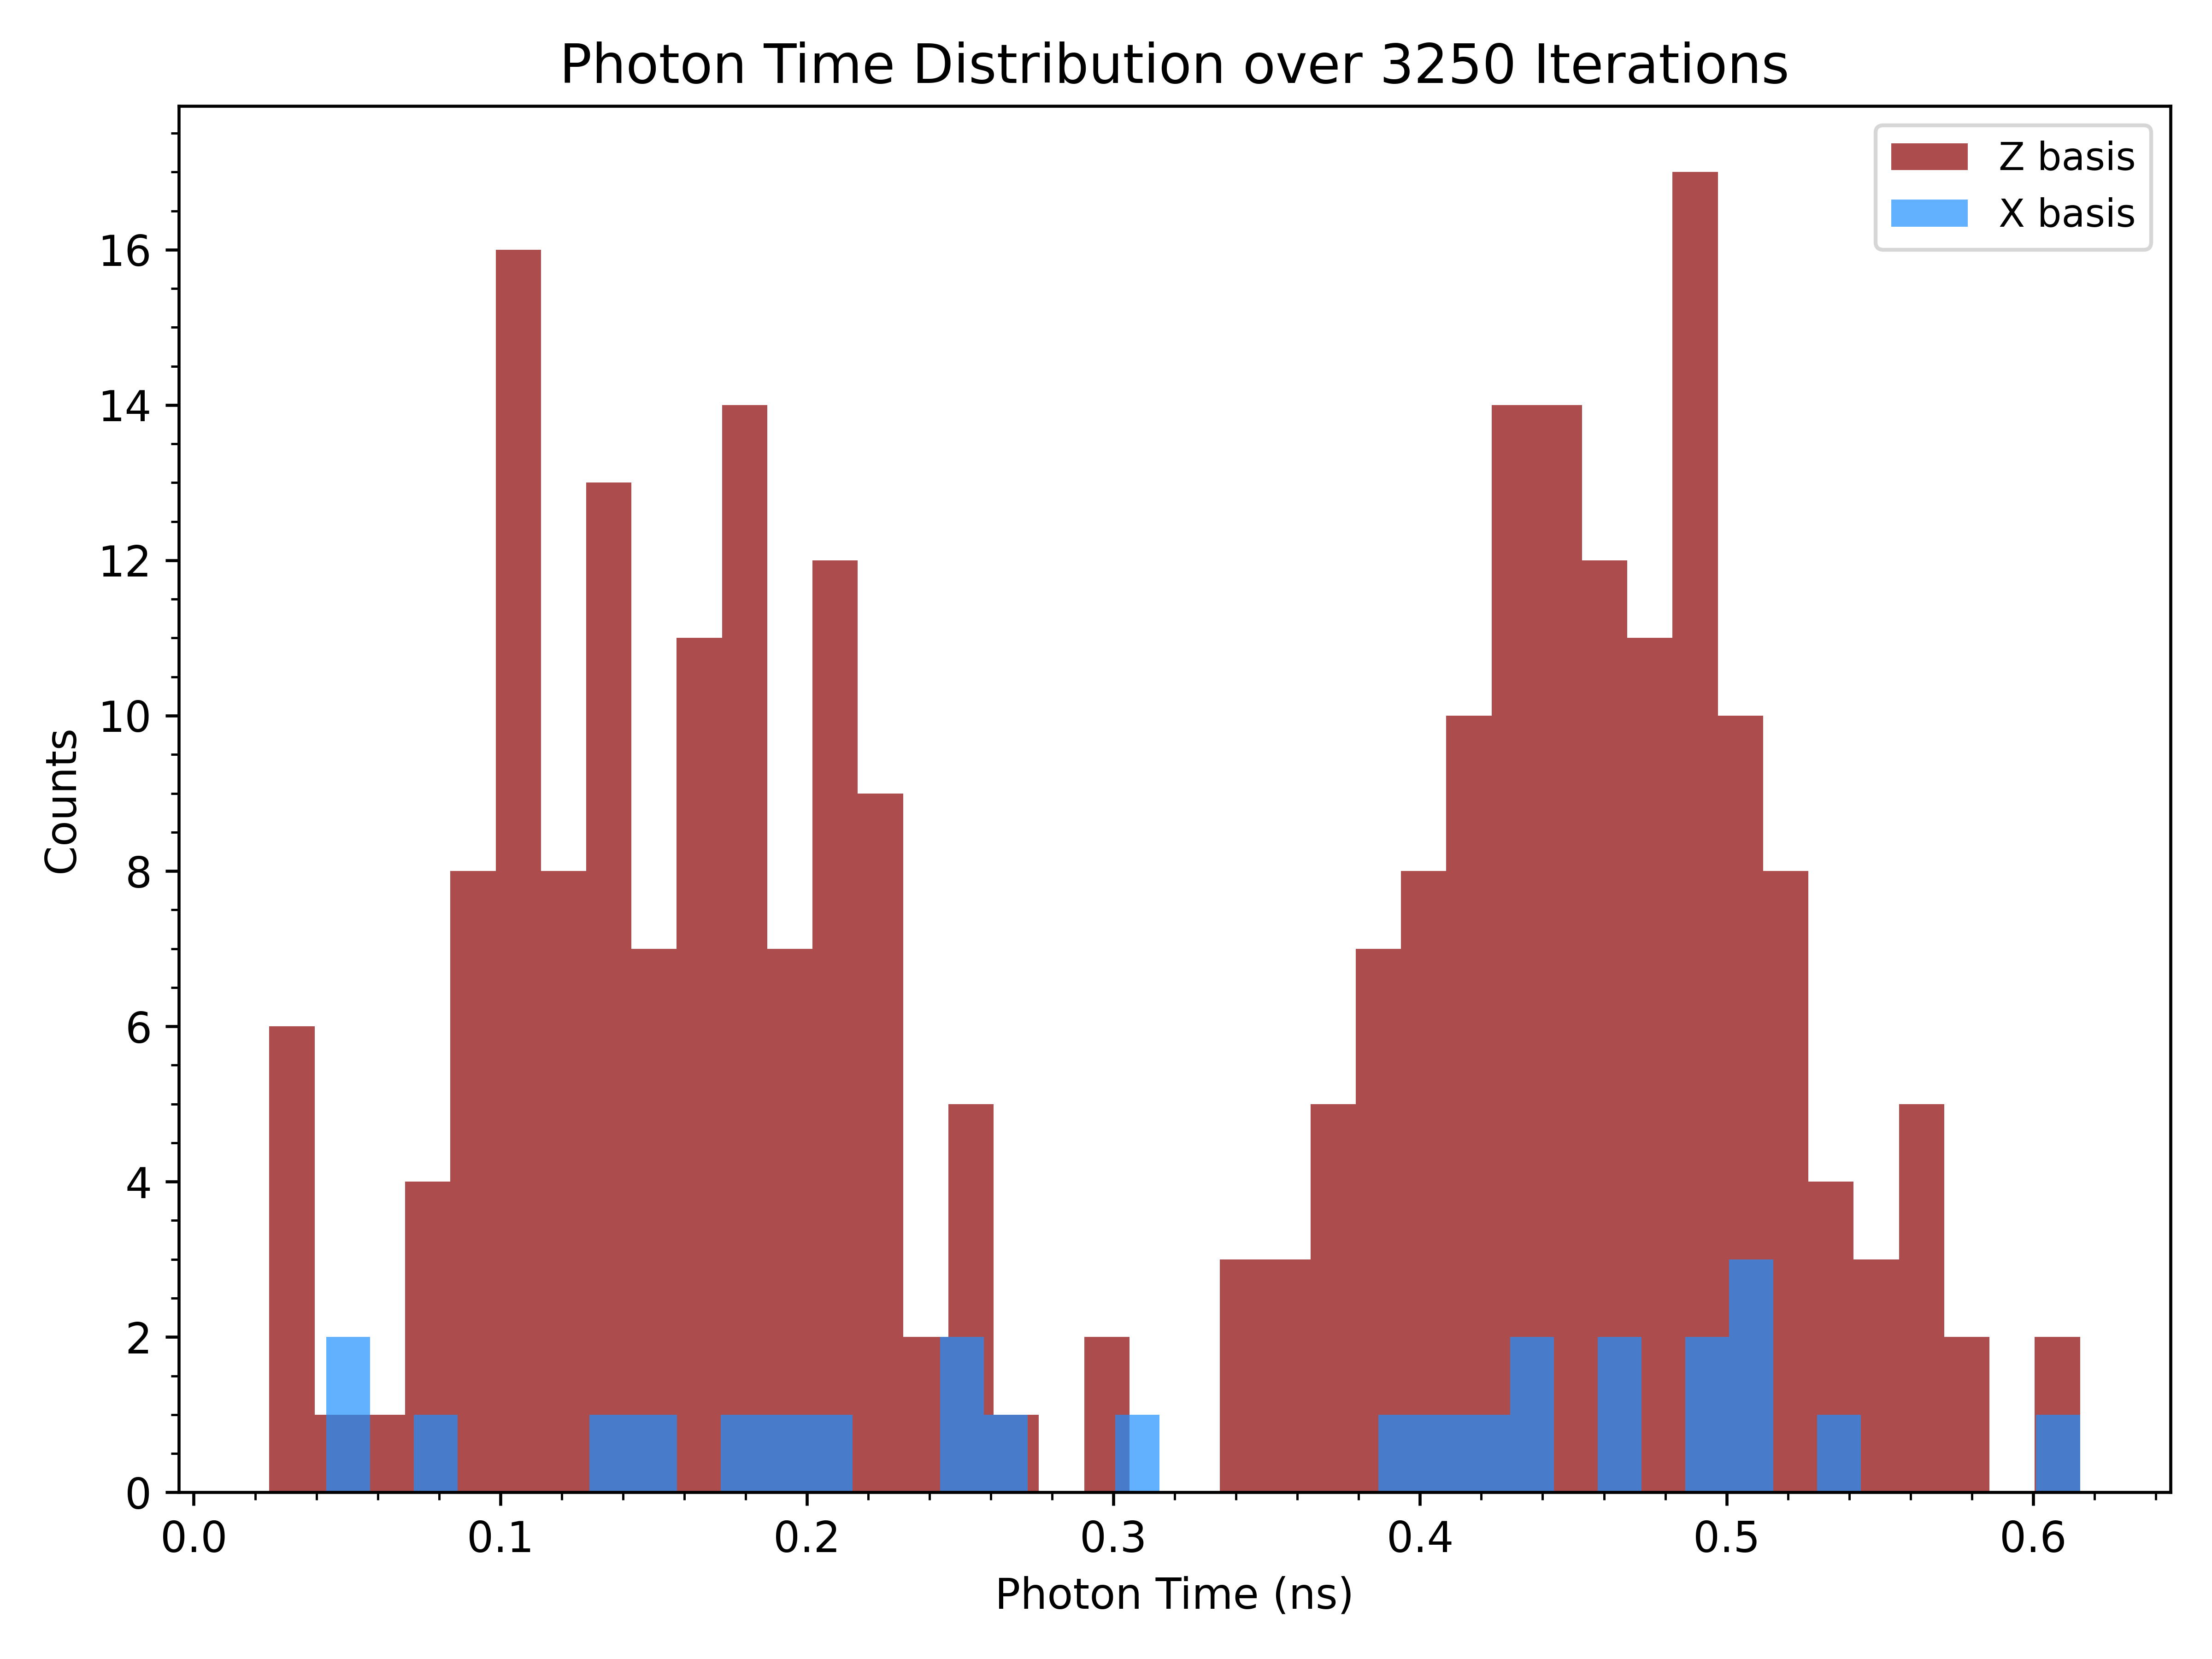 Photon Time Distribution over 3250 Iterations
Z basis
X basis
16
14
12
10
8
6
4
2
0
Counts
0.0 0.1 0.2 0.3 0.4 0.5 0.6
Photon Time (ns)